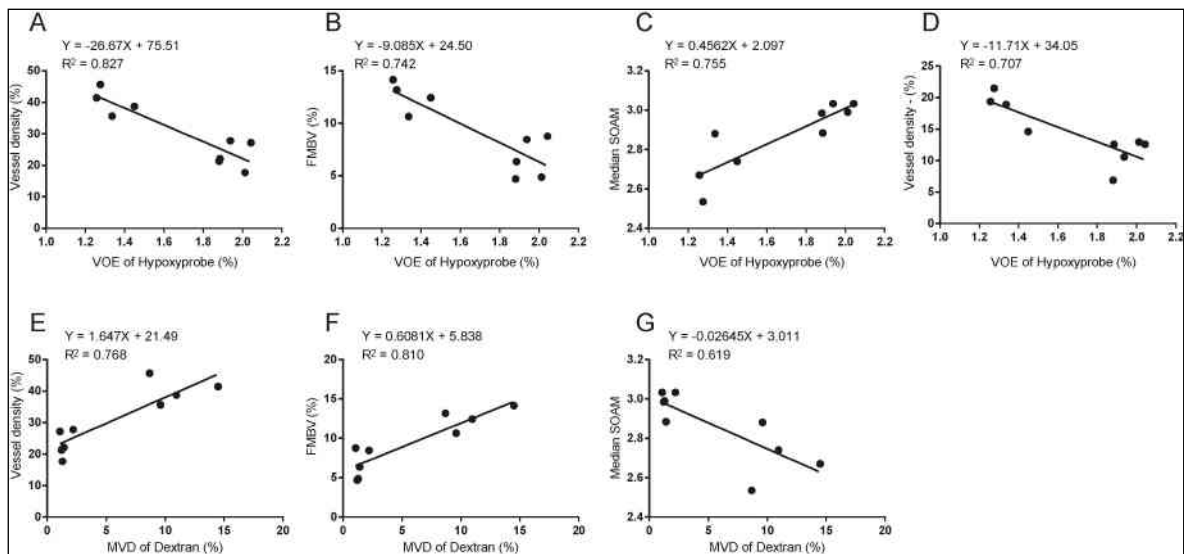 A
Y = -26.67X + 75.51
R² = 0.827
Vessel density (%)
50
40
30
20
10
0
1.0 1.2 1.4 1.6 1.8 2.0 2.2
VOE of Hypoxyprobe (%)
B
Y = -9.085X + 24.50
R² = 0.742
FMBV (%)
15
10
5
0
1.0 1.2 1.4 1.6 1.8 2.0 2.2
VOE of Hypoxyprobe (%)
C
Y = 0.4562X + 2.097
R² = 0.755
Median SOAM
3.2
3.0
2.8
2.6
2.4
1.0 1.2 1.4 1.6 1.8 2.0 2.2
VOE of Hypoxyprobe (%)
D
Y = -11.71X + 34.05
R² = 0.707
Vessel density - (%)
25
20
15
10
5
0
1.0 1.2 1.4 1.6 1.8 2.0 2.2
VOE of Hypoxyprobe (%)
E
Y = 1.647X + 21.49
R² = 0.768
Vessel density (%)
50
40
30
20
10
0
0 5 10 15 20
MVD of Dextran (%)
F
Y = 0.6081X + 5.838
R² = 0.810
FMBV (%)
20
15
10
5
0
0 5 10 15 20
MVD of Dextran (%)
G
Y = -0.02645X + 3.011
R² = 0.619
Median SOAM
3.2
3.0
2.8
2.6
2.4
0 5 10 15 20
MVD of Dextran (%)